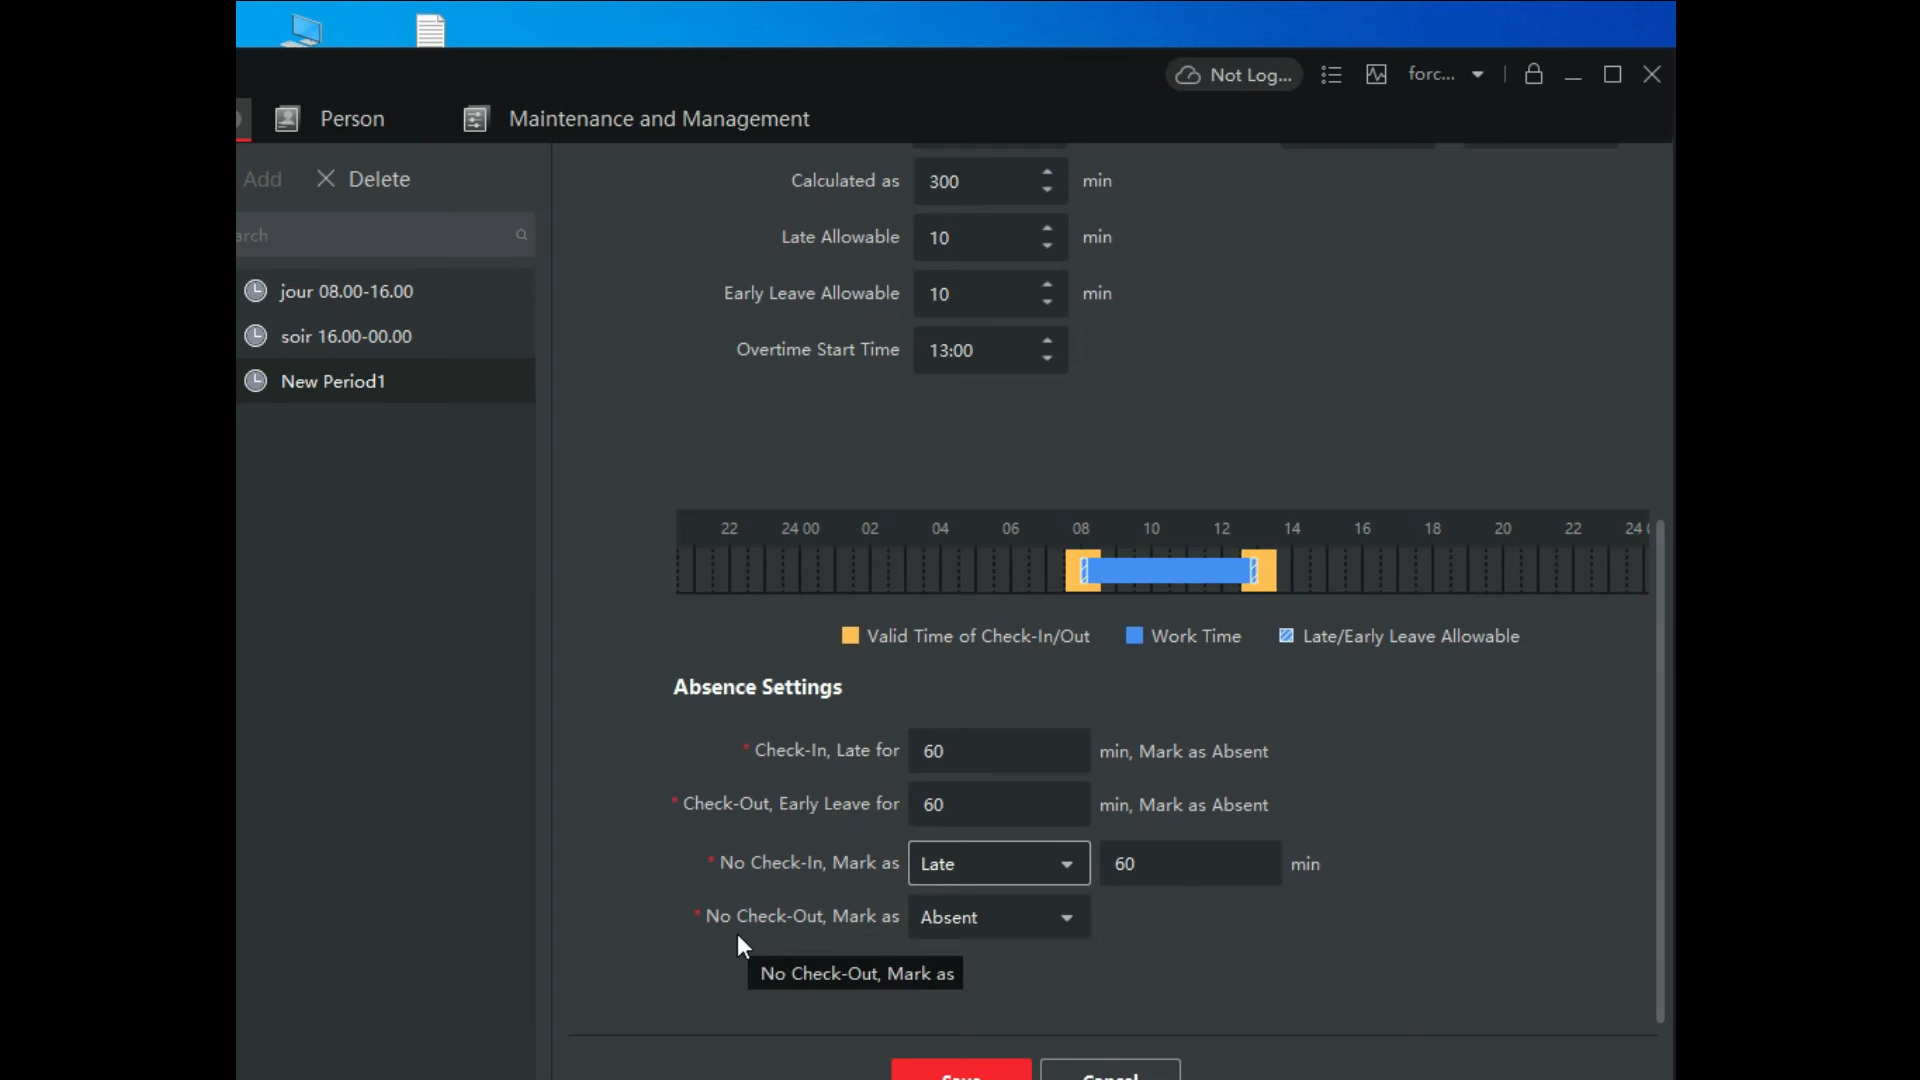 Not Log...
forc...
Person
Maintenance and Management
Add
Delete
arch
jour 08.00-16.00
soir 16.00-00.00
New Period1
Calculated as 300 min
Late Allowable 10 min
Early Leave Allowable 10 min
Overtime Start Time 13:00
22 24 00 02 04 06 08 10 12 14 16 18 20 22 24
Valid Time of Check-In/Out Work Time Late/Early Leave Allowable
Absence Settings
* Check-In, Late for 60 min, Mark as Absent
* Check-Out, Early Leave for 60 min, Mark as Absent
* No Check-In, Mark as Late 60 min
* No Check-Out, Mark as Absent
No Check-Out, Mark as
Save Cancel